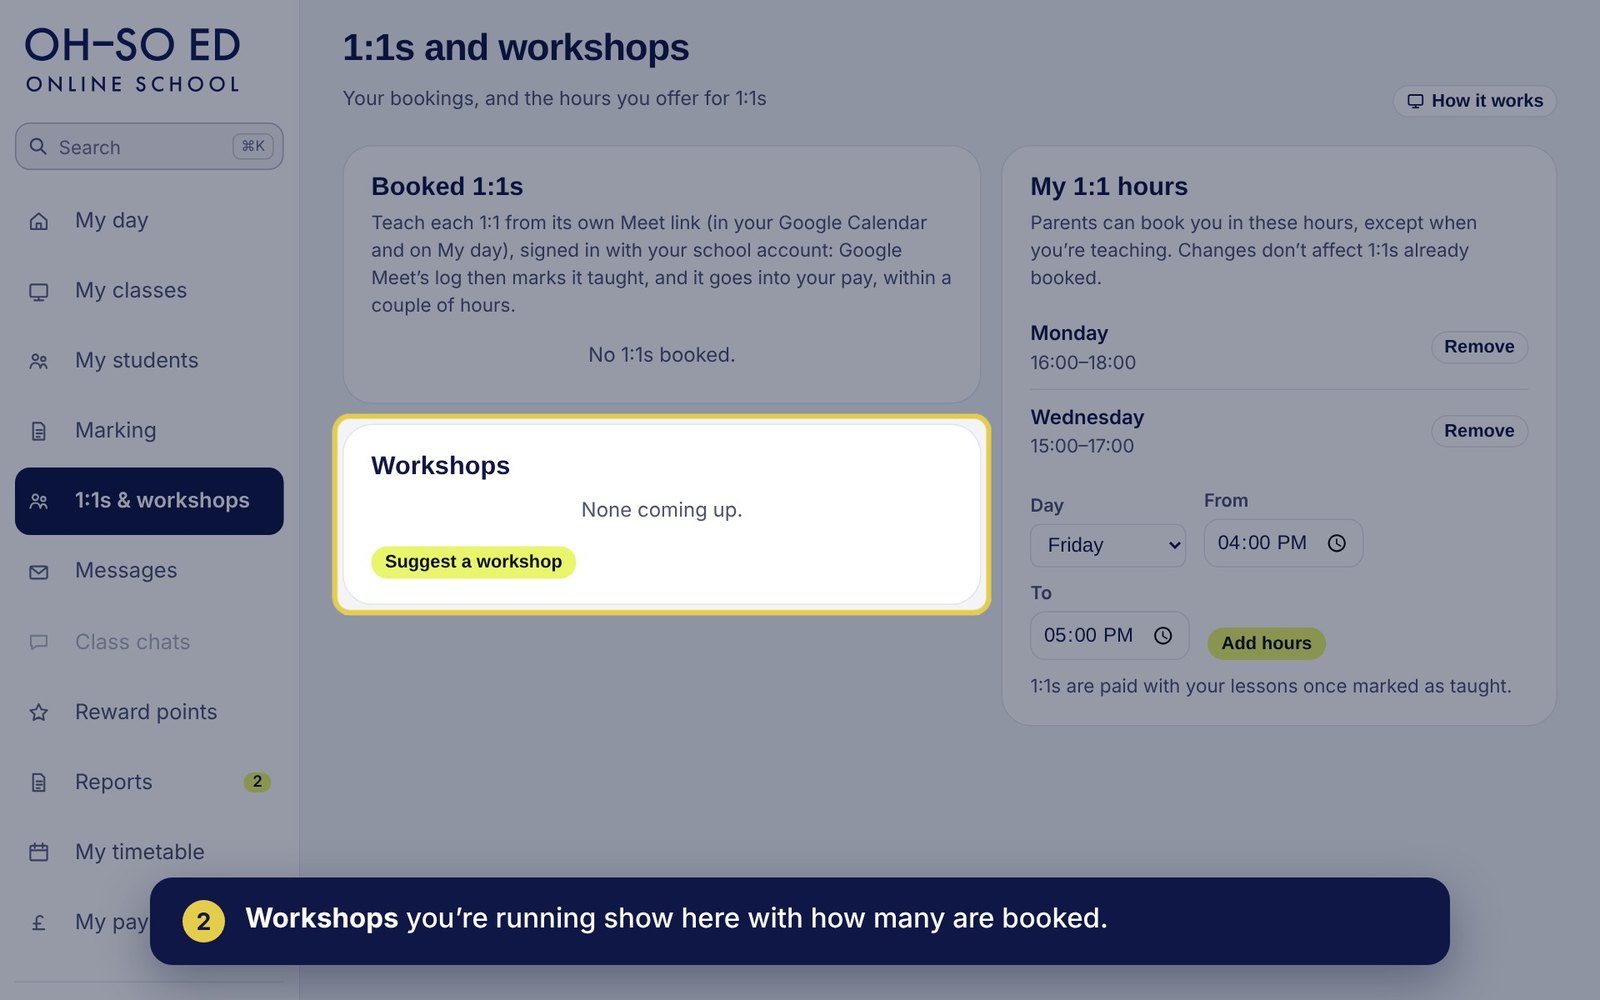 OH-SO ED
ONLINE SCHOOL
Search
⌘K
My day
My classes
My students
Marking
1:1s & workshops
Messages
Class chats
Reward points
Reports
2
My timetable
My pay
1:1s and workshops
Your bookings, and the hours you offer for 1:1s
How it works
Booked 1:1s
Teach each 1:1 from its own Meet link (in your Google Calendar
and on My day), signed in with your school account: Google
Meet’s log then marks it taught, and it goes into your pay, within a
couple of hours.
No 1:1s booked.
Workshops
None coming up.
Suggest a workshop
My 1:1 hours
Parents can book you in these hours, except when
you’re teaching. Changes don’t affect 1:1s already
booked.
Monday
16:00–18:00
Remove
Wednesday
15:00–17:00
Remove
Day
From
Friday
04:00 PM
To
05:00 PM
Add hours
1:1s are paid with your lessons once marked as taught.
2
Workshops you’re running show here with how many are booked.